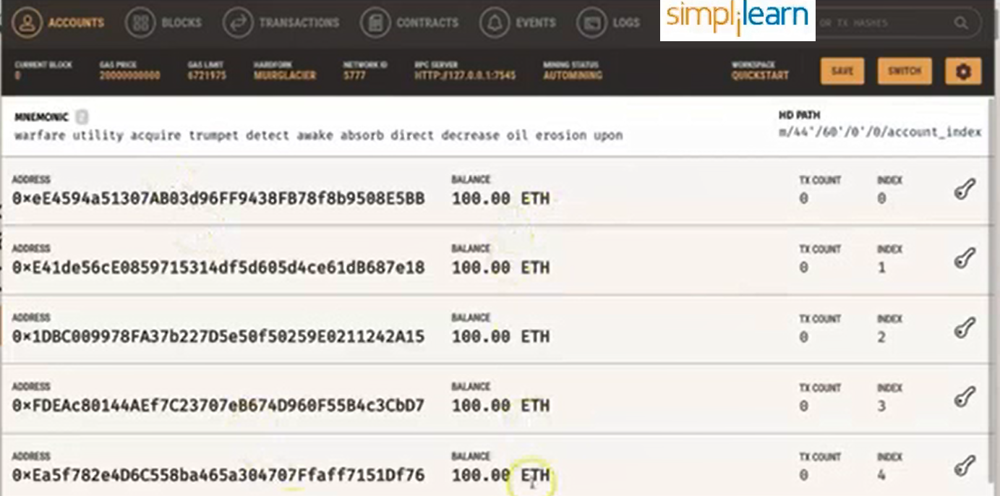 ACCOUNTS BLOCKS TRANSACTIONS CONTRACTS EVENTS LOGS simplilearn OR TX HASHES
CURRENT BLOCK GAS PRICE GAS LIMIT HARDFORK NETWORK ID RPC SERVER MINING STATUS WORKSPACE
0 20000000000 6721975 MUIRGLACIER 5777 HTTP://127.0.0.1:7545 AUTOMINING QUICKSTART SAVE SWITCH
MNEMONIC ? HD PATH
warfare utility acquire trumpet detect awake absorb direct decrease oil erosion upon m/44'/60'/0'/0/account_index
ADDRESS BALANCE TX COUNT INDEX
0×eE4594a51307AB03d96FF9438FB78f8b9508E5BB 100.00 ETH 0 0
ADDRESS BALANCE TX COUNT INDEX
0×E41de56cE0859715314df5d605d4ce61dB687e18 100.00 ETH 0 1
ADDRESS BALANCE TX COUNT INDEX
0×1DBC009978FA37b227D5e50f50259E0211242A15 100.00 ETH 0 2
ADDRESS BALANCE TX COUNT INDEX
0×FDEAc80144AEf7C23707eB674D960F55B4c3CbD7 100.00 ETH 0 3
ADDRESS BALANCE TX COUNT INDEX
0×Ea5f782e4D6C558ba465a304707Ffaff7151Df76 100.00 ETH 0 4